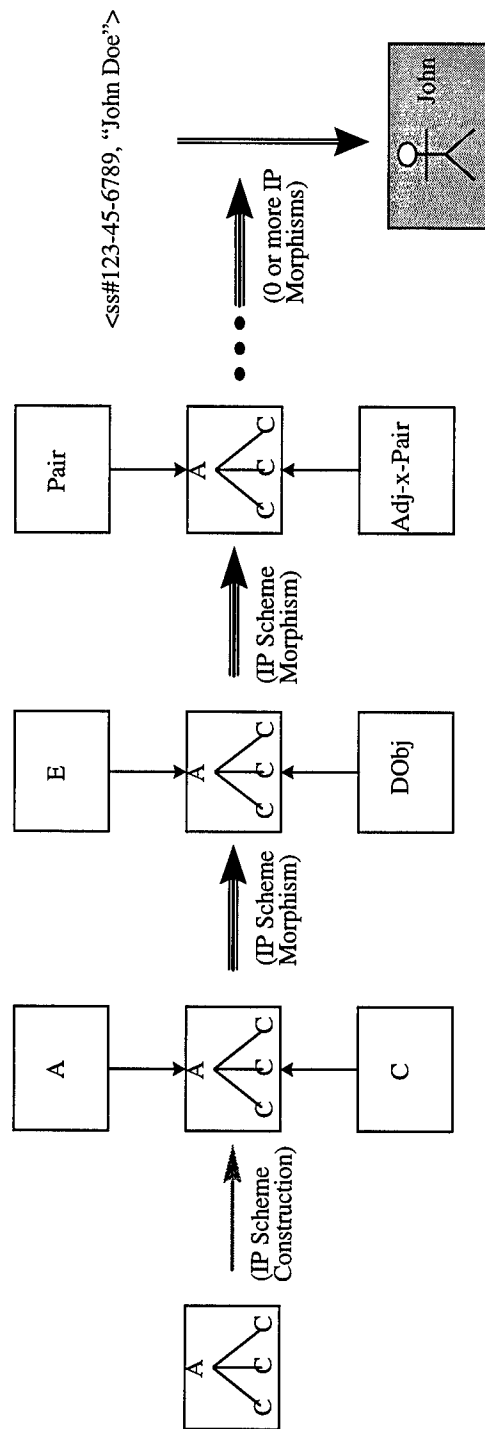 A
C C C
(IP Scheme
Construction)
A
A
C C C
C
(IP Scheme
Morphism)
E
A
C C C
DObj
(IP Scheme
Morphism)
Pair
A
C C C
Adj-x-Pair
(0 or more IP
Morphisms)
<ss#123-45-6789, “John Doe”>
John